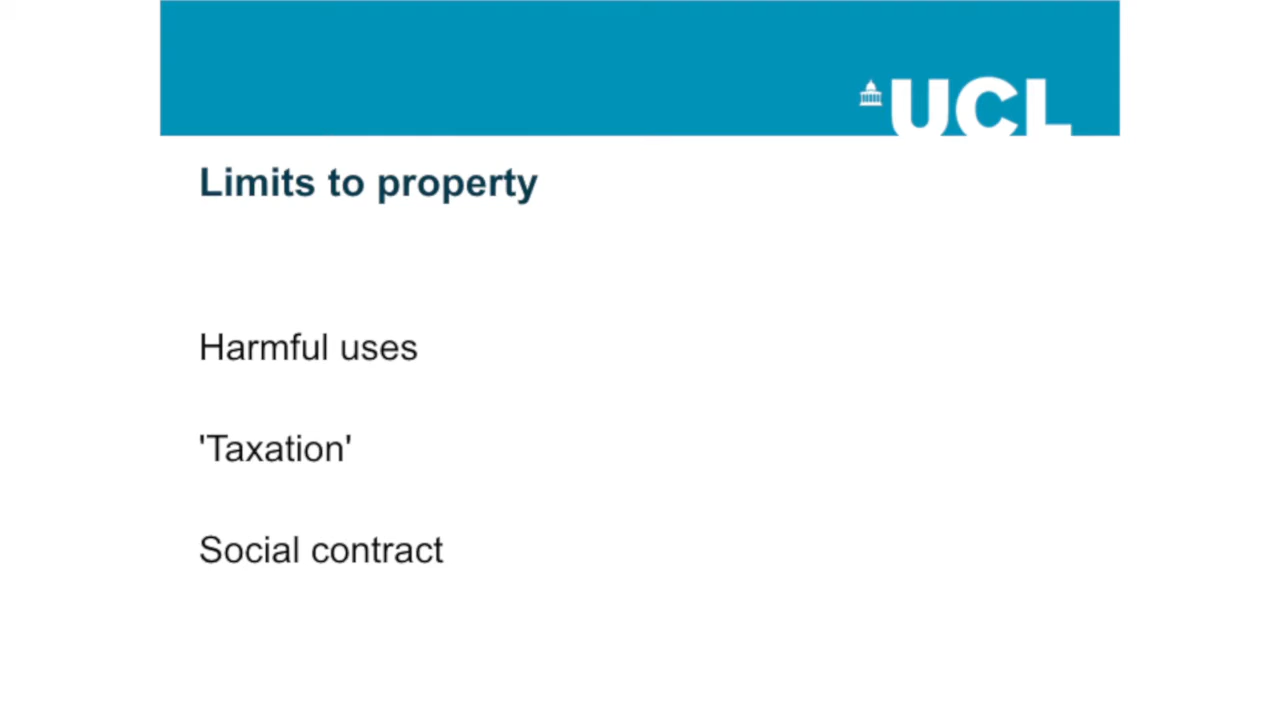 UCL
Limits to property
Harmful uses
'Taxation'
Social contract